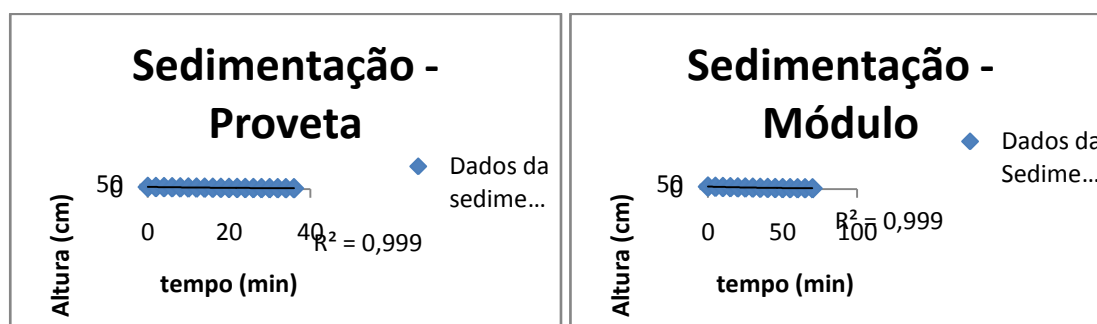 Sedimentação -
Proveta
Dados da
sedime...
50
0
0
20
40
R² = 0,999
Altura (cm)
tempo (min)
Sedimentação -
Módulo
Dados da
Sedime...
50
0
0
50
100
R² = 0,999
Altura (cm)
tempo (min)